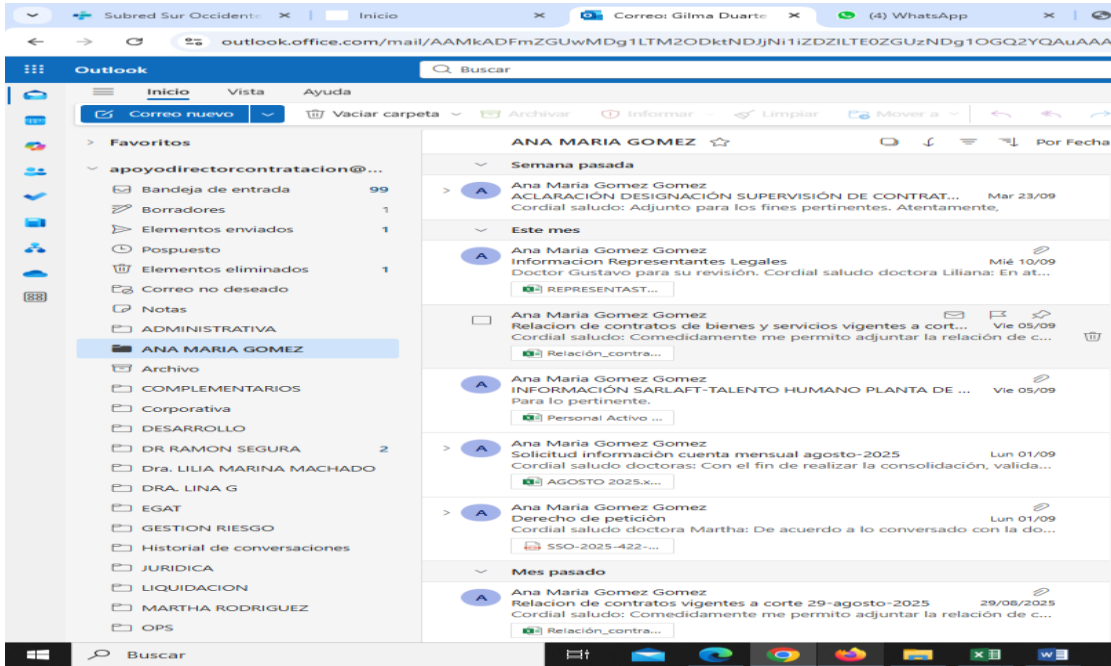 Subred Sur Occident
Inicio
Correo: Gilma Duarte
(4) WhatsApp
outlook.office.com/mail/
Outlook
Buscar
Inicio Vista Ayuda
Correo nuevo Vaciar carpeta Archivar Informar Limpiar Mover a
Favoritos
apoyodirectorcontratacion@...
Bandeja de entrada 99
Borradores 1
Elementos enviados 1
Pospuesto
Elementos eliminados 1
Correo no deseado
Notas
ADMINISTRATIVA
ANA MARIA GOMEZ
Archivo
COMPLEMENTARIOS
Corporativa
DESARROLLO
DR RAMON SEGURA 2
Dra. LILIA MARINA MACHADO
DRA. LINA G
EGAT
GESTION RIESGO
Historial de conversaciones
JURIDICA
LIQUIDACION
MARTHA RODRIGUEZ
OPS
ANA MARIA GOMEZ Por Fecha
Semana pasada
A
Ana Maria Gomez Gomez
ACLARACIÓN DESIGNACIÓN SUPERVISIÓN DE CONTRAT... Mar 23/09
Cordial saludo: Adjunto para los fines pertinentes. Atentamente,
Este mes
A
Ana Maria Gomez Gomez
Informacion Representantes Legales Mié 10/09
Doctor Gustavo para su revisión. Cordial saludo doctora Liliana: En at...
REPRESENTAST...
Ana Maria Gomez Gomez
Relacion de contratos de bienes y servicios vigentes a cort... Vie 05/09
Cordial saludo: Comedidamente me permito adjuntar la relación de c...
Relación_contra...
A
Ana Maria Gomez Gomez
INFORMACIÓN SARLAFT-TALENTO HUMANO PLANTA DE ... Vie 05/09
Para lo pertinente.
Personal Activo ...
A
Ana Maria Gomez Gomez
Solicitud información cuenta mensual agosto-2025 Lun 01/09
Cordial saludo doctoras: Con el fin de realizar la consolidación, valida...
AGOSTO 2025.x...
A
Ana Maria Gomez Gomez
Derecho de petición Lun 01/09
Cordial saludo doctora Martha: De acuerdo a lo conversado con la do...
SSO-2025-422-...
Mes pasado
A
Ana Maria Gomez Gomez
Relacion de contratos vigentes a corte 29-agosto-2025 29/08/2025
Cordial saludo: Comedidamente me permito adjuntar la relación de c...
Relación_contra...
Buscar